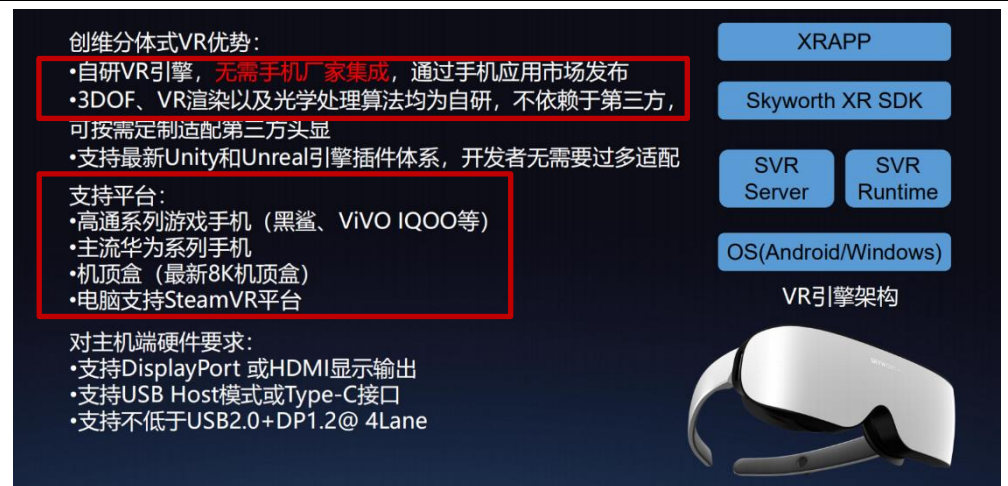 创维分体式VR优势：
•自研VR引擎，无需手机厂家集成，通过手机应用市场发布
•3DOF、VR渲染以及光学处理算法均为自研，不依赖于第三方，
可按需定制适配第三方头显
•支持最新Unity和Unreal引擎插件体系，开发者无需要过多适配
支持平台：
•高通系列游戏手机（黑鲨、ViVO IQOO等）
•主流华为系列手机
•机顶盒（最新8K机顶盒）
•电脑支持SteamVR平台
对主机端硬件要求：
•支持DisplayPort 或HDMI显示输出
•支持USB Host模式或Type-C接口
•支持不低于USB2.0+DP1.2@ 4Lane
XRAPP
Skyworth XR SDK
SVR
Server
SVR
Runtime
OS(Android/Windows)
VR引擎架构